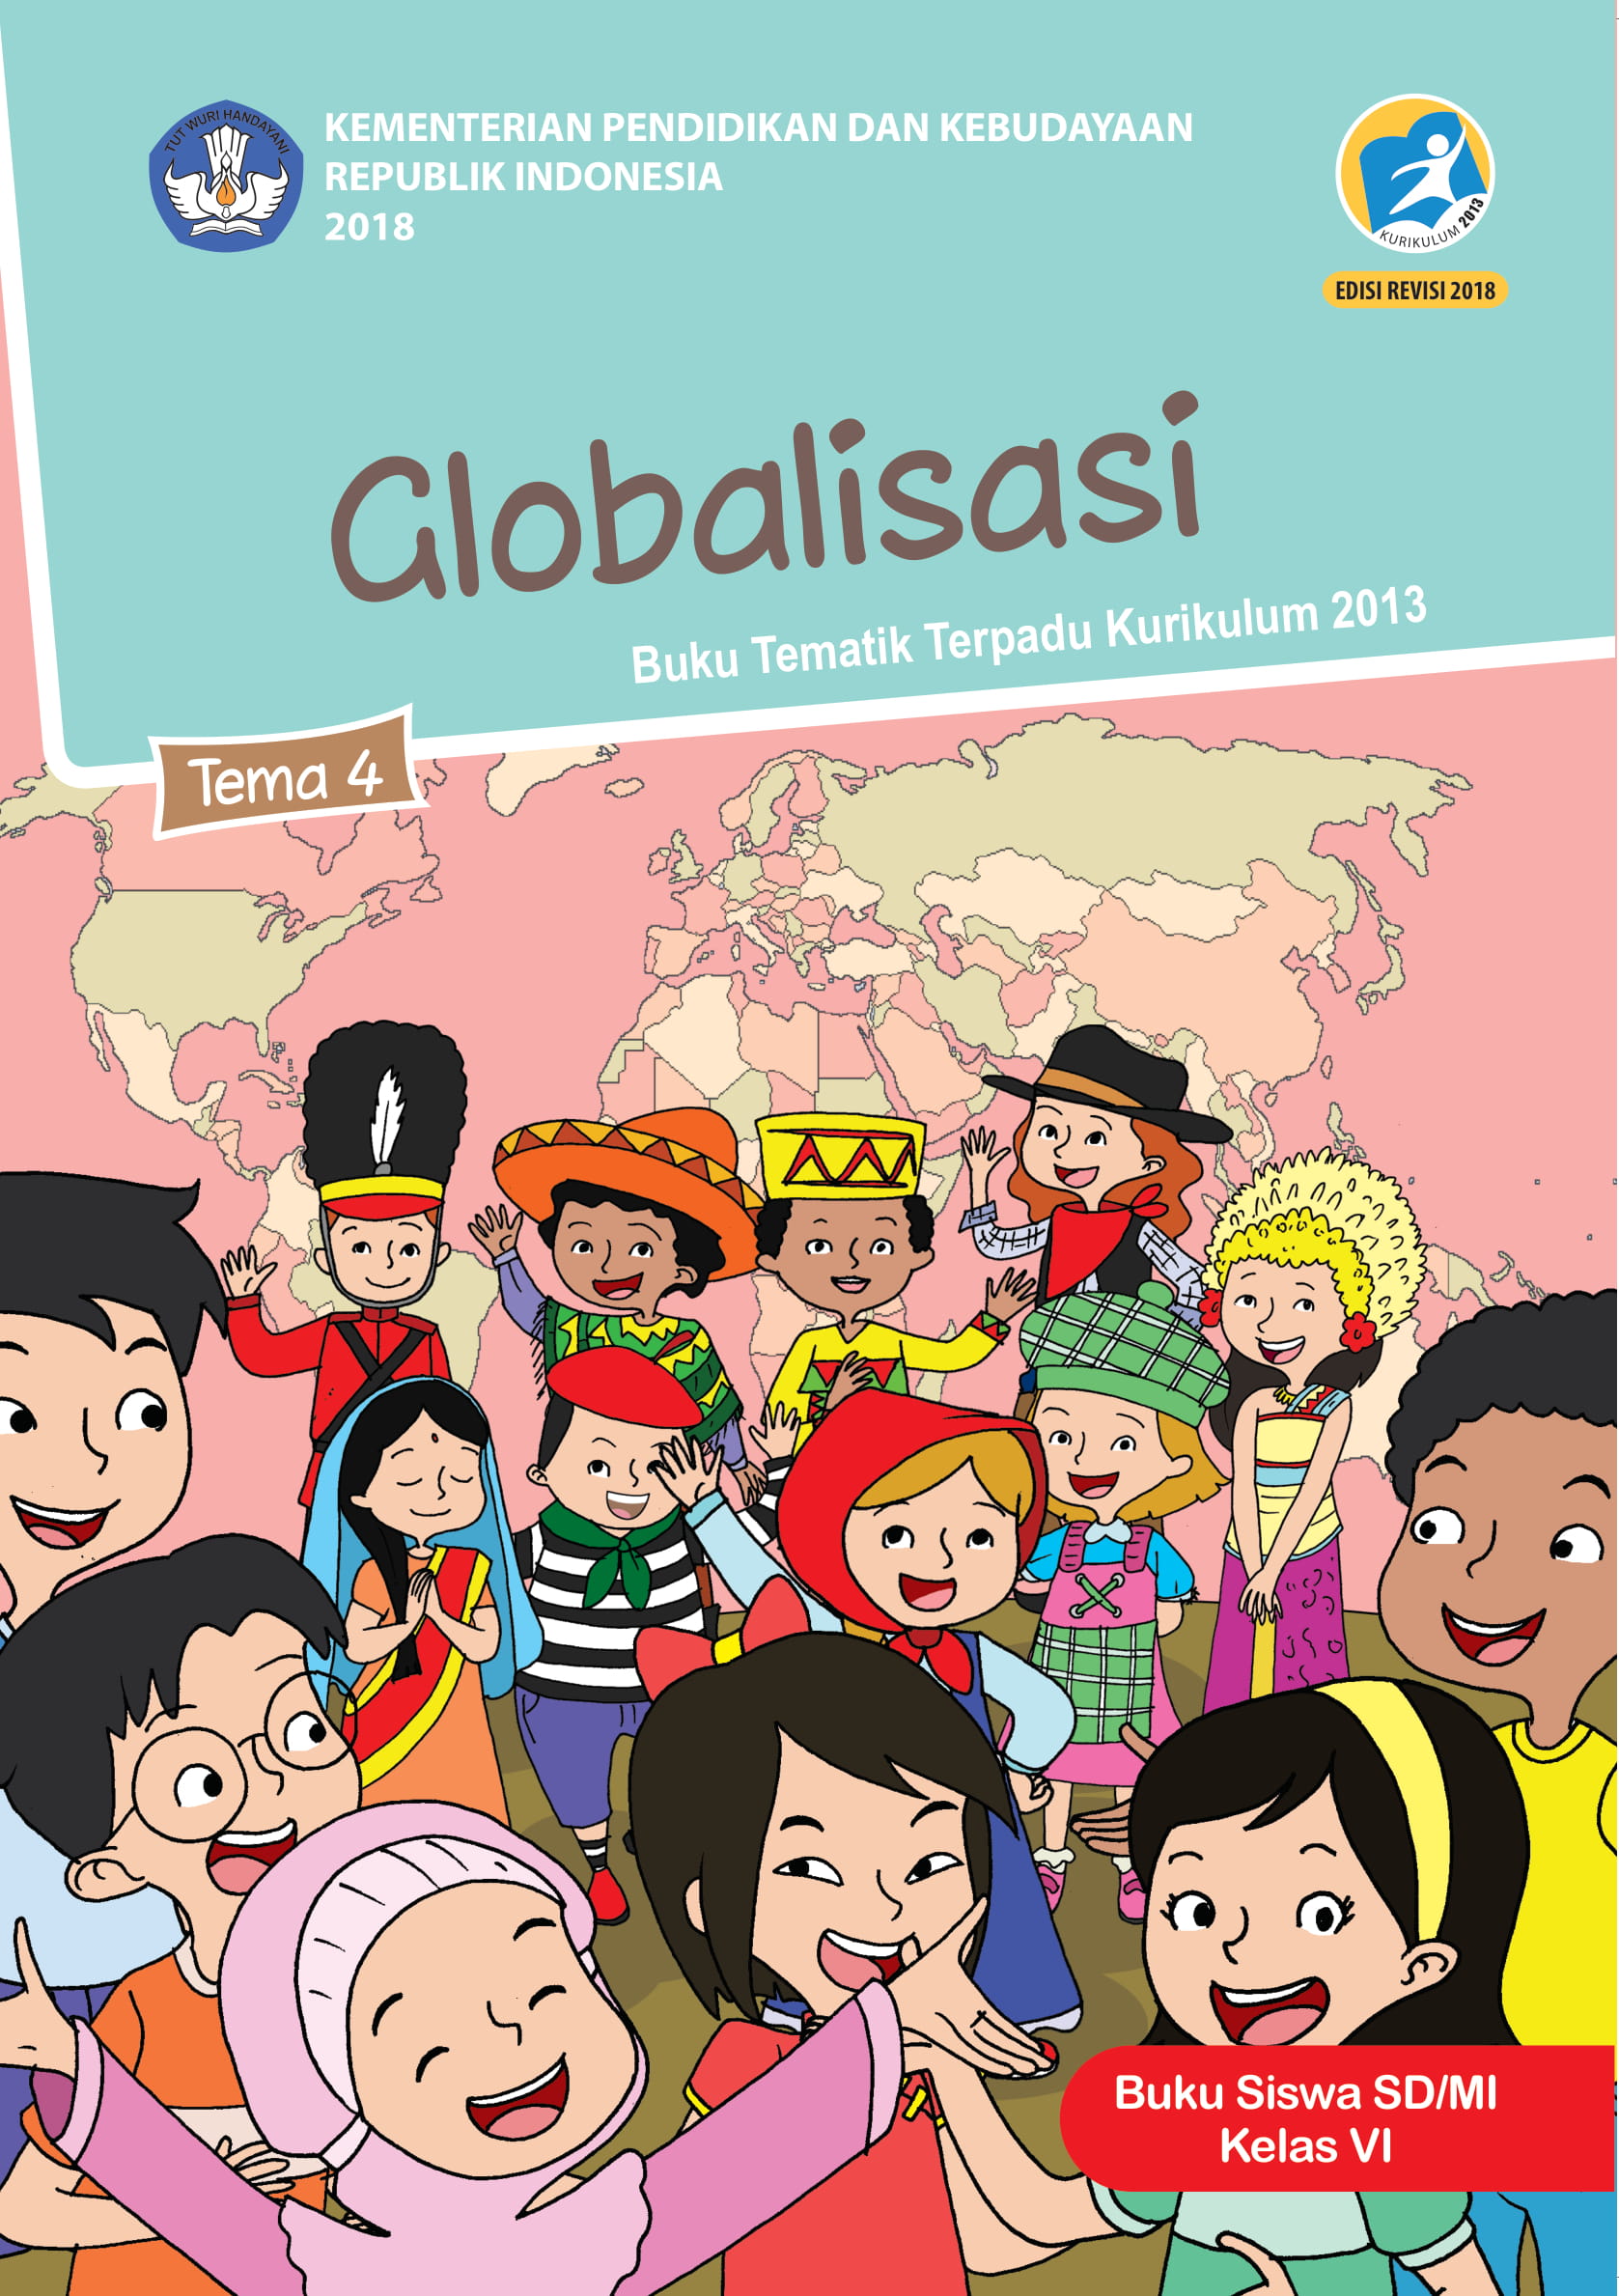 TUT WURI HANDAYANI
KEMENTERIAN PENDIDIKAN DAN KEBUDAYAAN
REPUBLIK INDONESIA
2018
KURIKULUM 2013
EDISI REVISI 2018
Globalisasi
Buku Tematik Terpadu Kurikulum 2013
Tema 4
Buku Siswa SD/MI
Kelas VI